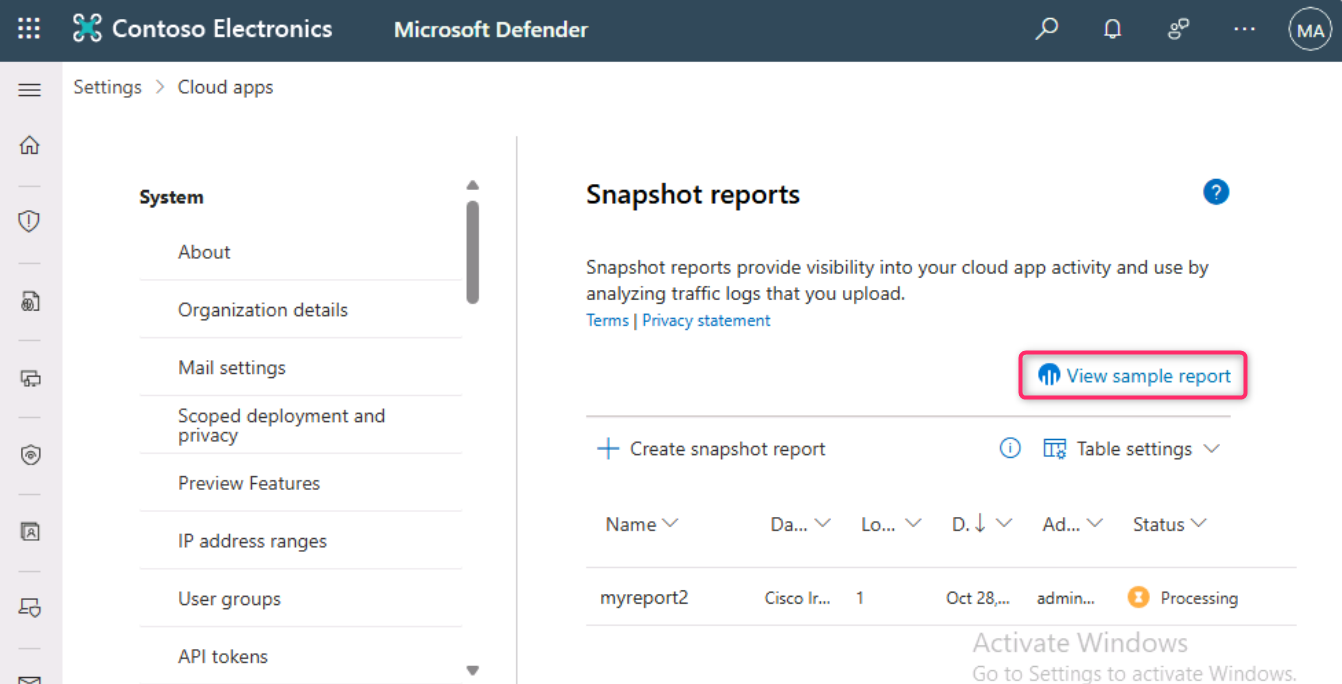 Contoso Electronics Microsoft Defender MA
Settings > Cloud apps
System
About
Organization details
Mail settings
Scoped deployment and
privacy
Preview Features
IP address ranges
User groups
API tokens
Snapshot reports ?
Snapshot reports provide visibility into your cloud app activity and use by
analyzing traffic logs that you upload.
Terms | Privacy statement
View sample report
+ Create snapshot report Table settings
Name Da... Lo... D. ↓ Ad... Status
myreport2 Cisco Ir... 1 Oct 28,... admin... Processing
Activate Windows
Go to Settings to activate Windows.